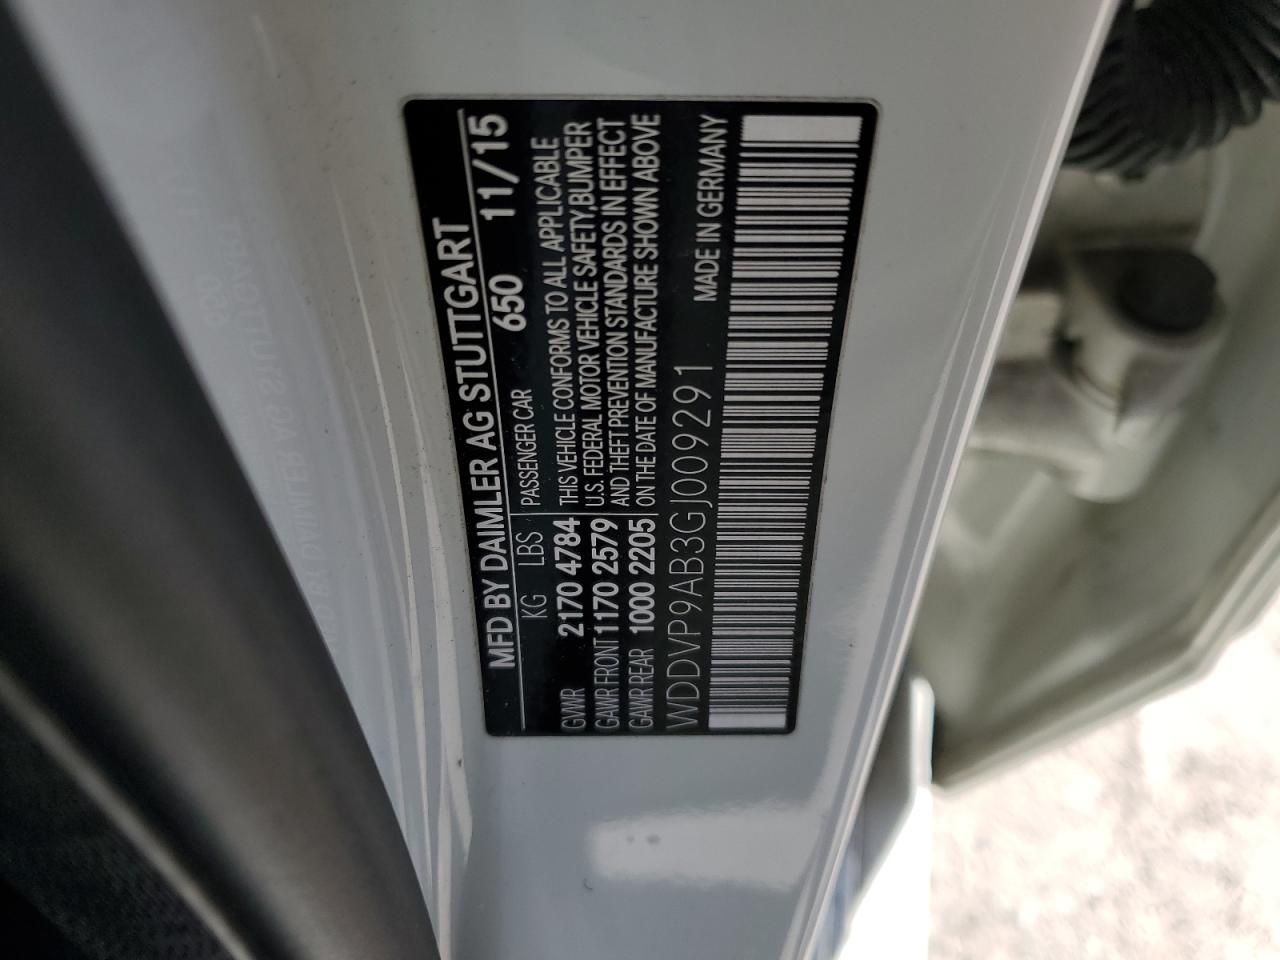 MFD BY DAIMLER AG STUTTGART
650 11/15
KG LBS PASSENGER CAR
GVWR 2170 4784 THIS VEHICLE CONFORMS TO ALL APPLICABLE
GAWR FRONT 1170 2579 U.S. FEDERAL MOTOR VEHICLE SAFETY,BUMPER
GAWR REAR 1000 2205 AND THEFT PREVENTION STANDARDS IN EFFECT
ON THE DATE OF MANUFACTURE SHOWN ABOVE
WDDVP9AB3GJ009291 MADE IN GERMANY